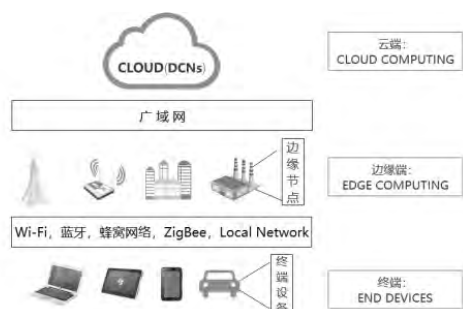 CLOUD(DCNs)
云端:
CLOUD COMPUTING
广域网
边缘节点
边缘端:
EDGE COMPUTING
Wi-Fi, 蓝牙, 蜂窝网络, ZigBee, Local Network
终端设备
终端:
END DEVICES